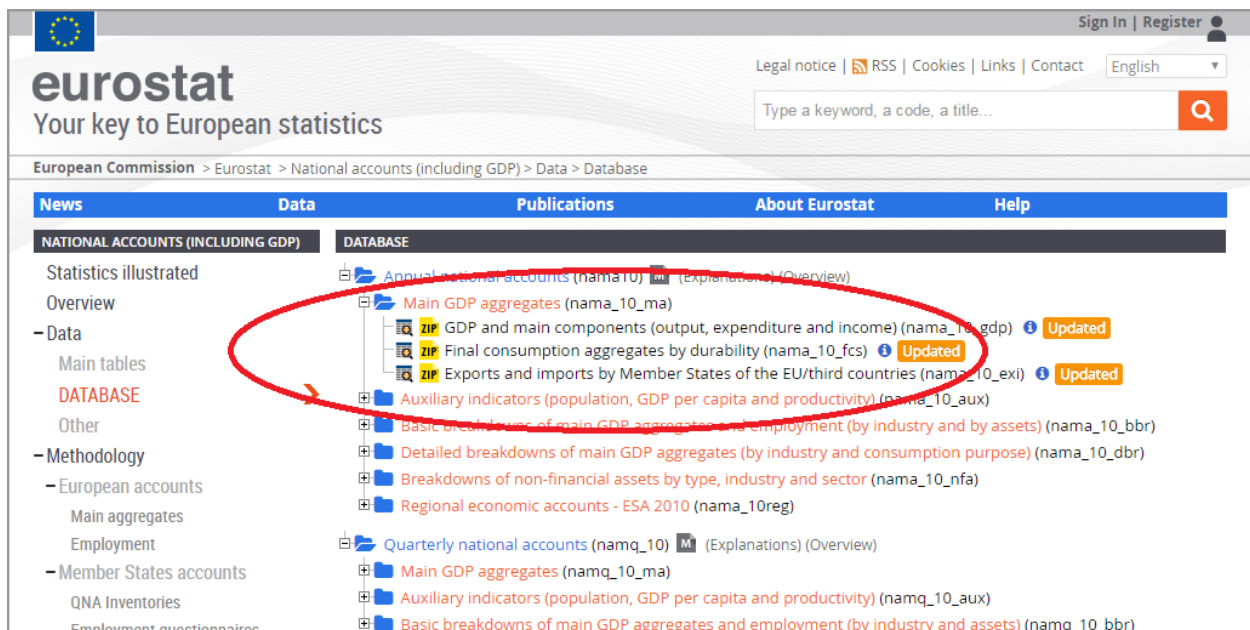 Sign In | Register
Legal notice | RSS | Cookies | Links | Contact English
eurostat
Your key to European statistics
Type a keyword, a code, a title...
European Commission > Eurostat > National accounts (including GDP) > Data > Database
News Data Publications About Eurostat Help
NATIONAL ACCOUNTS (INCLUDING GDP)
Statistics illustrated
Overview
Data
Main tables
DATABASE
Other
Methodology
European accounts
Main aggregates
Employment
Member States accounts
QNA Inventories
Employment questionnaires
DATABASE
Annual national accounts (nama10) M (Explanations) (Overview)
Main GDP aggregates (nama_10_ma)
ZIP GDP and main components (output, expenditure and income) (nama_10_gdp) i Updated
ZIP Final consumption aggregates by durability (nama_10_fcs) i Updated
ZIP Exports and imports by Member States of the EU/third countries (nama_10_exi) i Updated
Auxiliary indicators (population, GDP per capita and productivity) (nama_10_aux)
Basic breakdowns of main GDP aggregates and employment (by industry and by assets) (nama_10_bbr)
Detailed breakdowns of main GDP aggregates (by industry and consumption purpose) (nama_10_dbr)
Breakdowns of non-financial assets by type, industry and sector (nama_10_nfa)
Regional economic accounts - ESA 2010 (nama_10reg)
Quarterly national accounts (namq_10) M (Explanations) (Overview)
Main GDP aggregates (namq_10_ma)
Auxiliary indicators (population, GDP per capita and productivity) (namq_10_aux)
Basic breakdowns of main GDP aggregates and employment (by industry and assets) (namq_10_bbr)